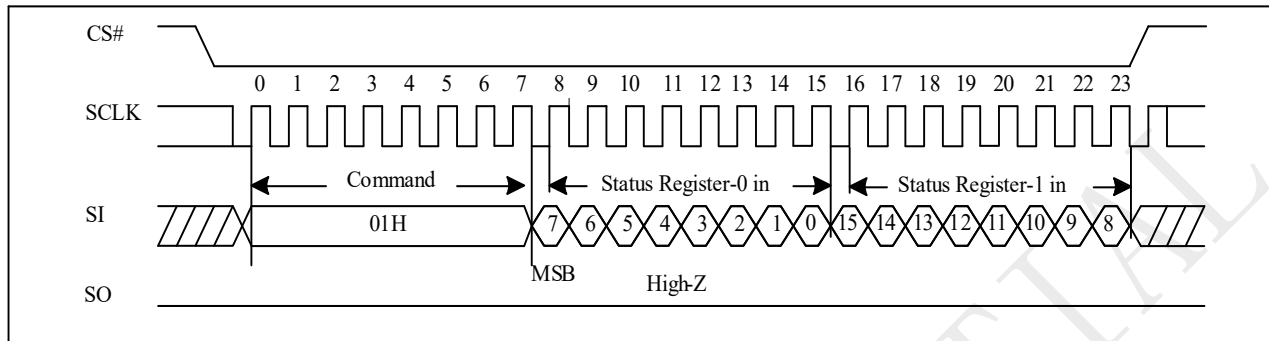 CS#
0 1 2 3 4 5 6 7 8 9 10 11 12 13 14 15 16 17 18 19 20 21 22 23
SCLK
Command Status Register-0 in Status Register-1 in
SI 01H 7 6 5 4 3 2 1 0 15 14 13 12 11 10 9 8
MSB High-Z
SO